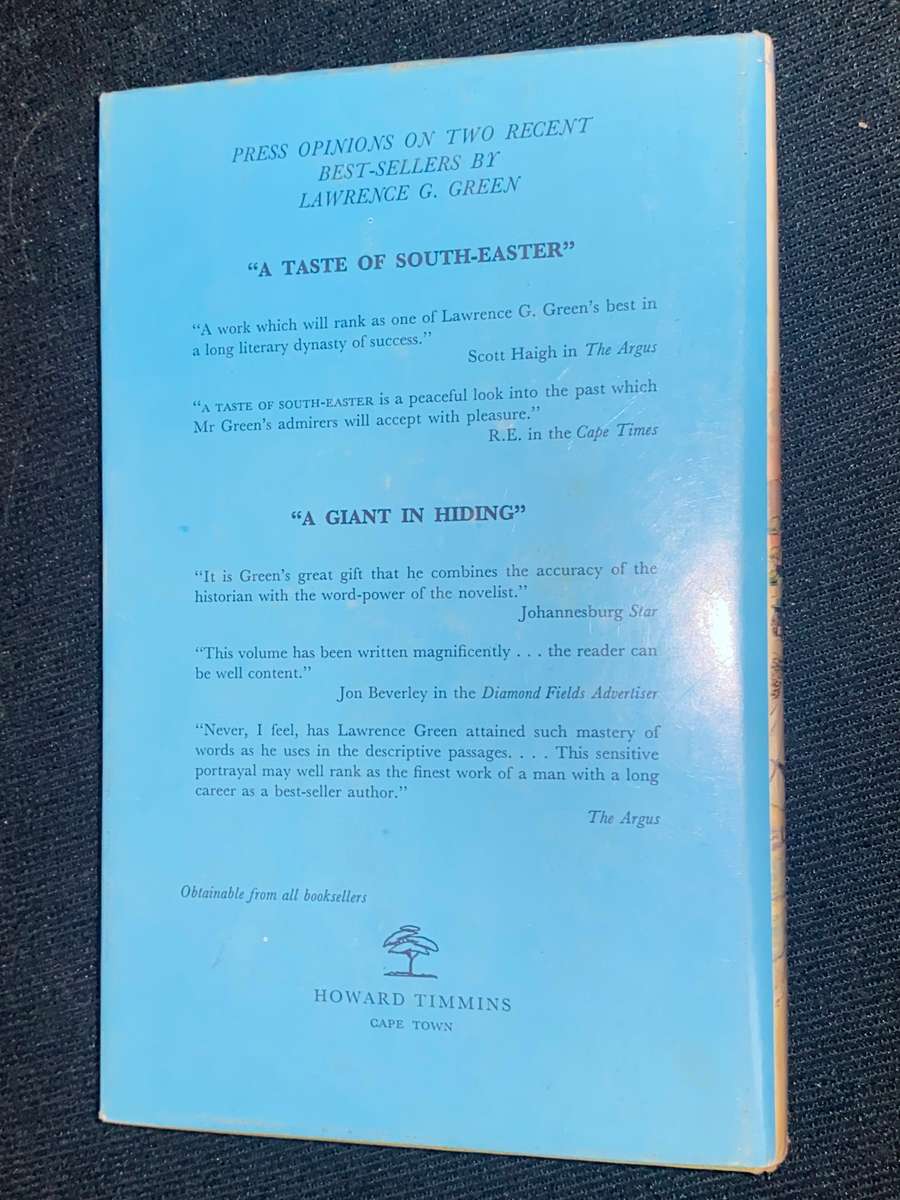 PRESS OPINIONS ON TWO RECENT
BEST-SELLERS BY
LAWRENCE G. GREEN
“A TASTE OF SOUTH-EASTER”
“A work which will rank as one of Lawrence G. Green’s best in
a long literary dynasty of success.”
Scott Haigh in The Argus
“A TASTE OF SOUTH-EASTER is a peaceful look into the past which
Mr Green’s admirers will accept with pleasure.”
R.E. in the Cape Times
“A GIANT IN HIDING”
“It is Green’s great gift that he combines the accuracy of the
historian with the word-power of the novelist.”
Johannesburg Star
“This volume has been written magnificently . . . the reader can
be well content.”
Jon Beverley in the Diamond Fields Advertiser
“Never, I feel, has Lawrence Green attained such mastery of
words as he uses in the descriptive passages. . . . This sensitive
portrayal may well rank as the finest work of a man with a long
career as a best-seller author.”
The Argus
Obtainable from all booksellers
HOWARD TIMMINS
CAPE TOWN